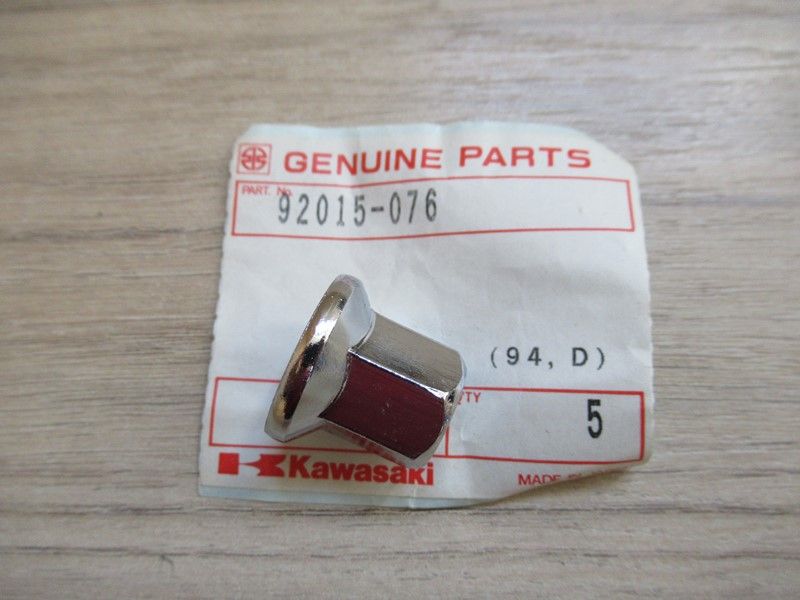 GENUINE PARTS
PART. No.
92015-076
(94, D)
5
Kawasaki
MADE